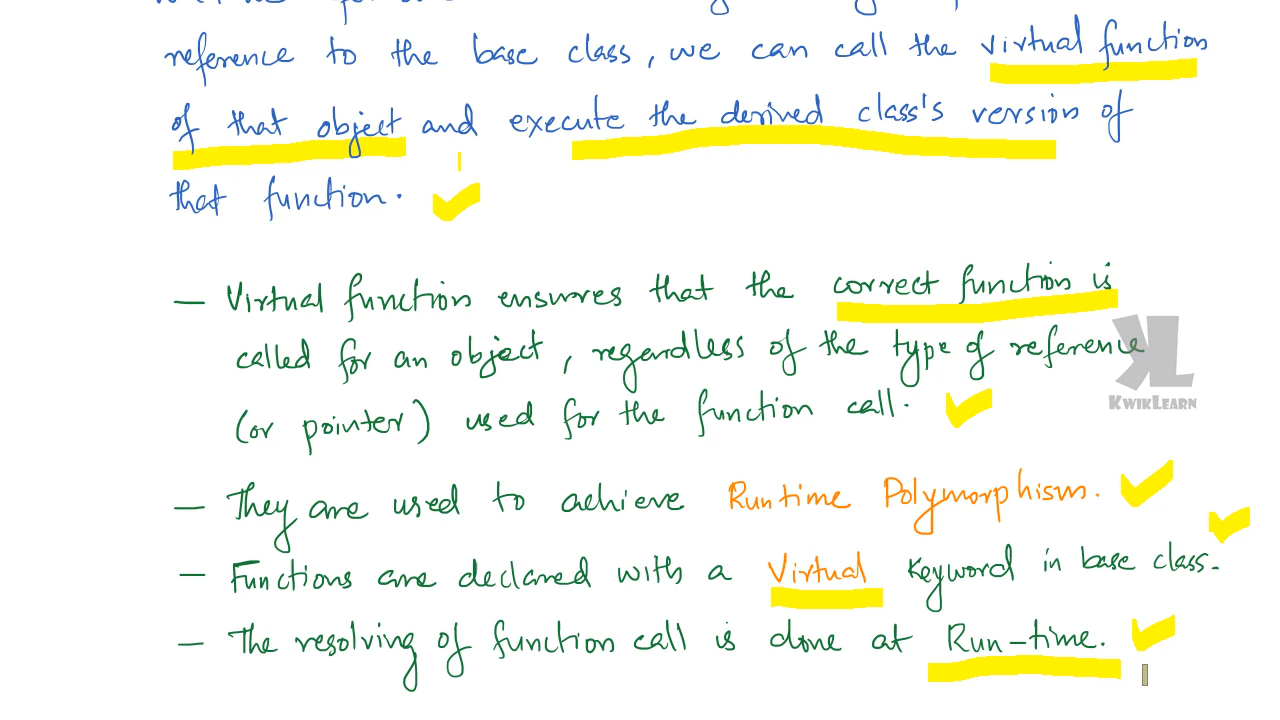 reference to the base class, we can call the virtual function
of that object and execute the derived class's version of
that function.
- Virtual function ensures that the correct function is
called for an object, regardless of the type of reference
(or pointer) used for the function call.
KWIKLEARN
- They are used to achieve Runtime Polymorphism.
- Functions are declared with a Virtual Keyword in base class.
- The resolving of function call is done at Run-time.